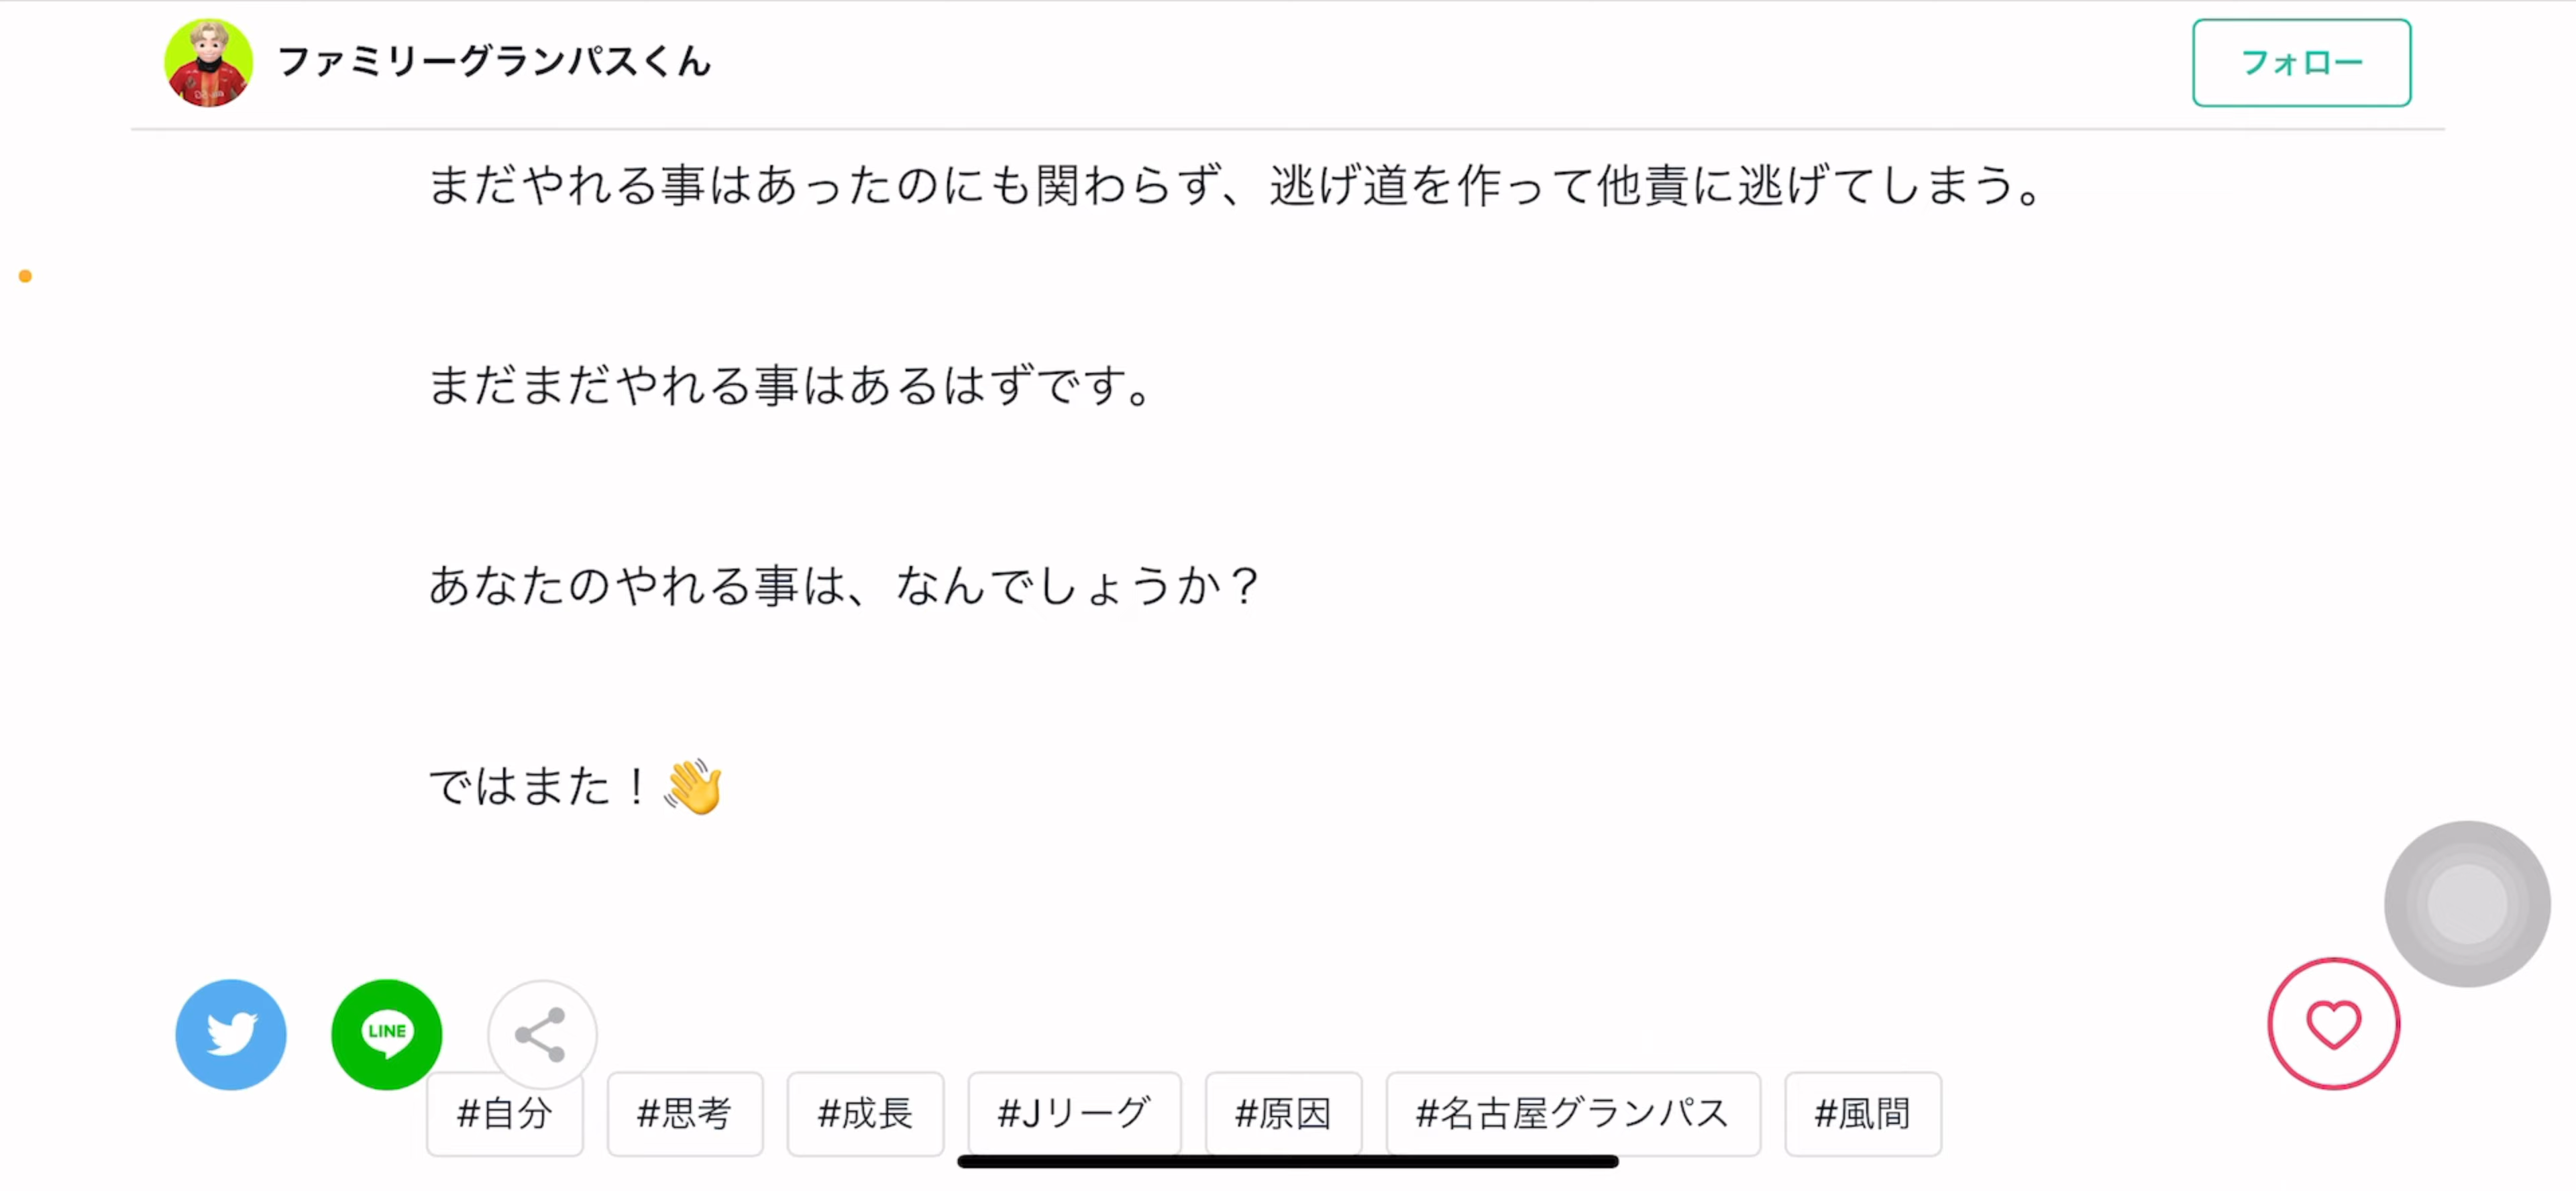 ファミリーグランパスくん
フォロー
まだやれる事はあったのにも関わらず、逃げ道を作って他責に逃げてしまう。
まだまだやれる事はあるはずです。
あなたのやれる事は、なんでしょうか？
ではまた！👋
LINE
#自分
#思考
#成長
#Jリーグ
#原因
#名古屋グランパス
#風間